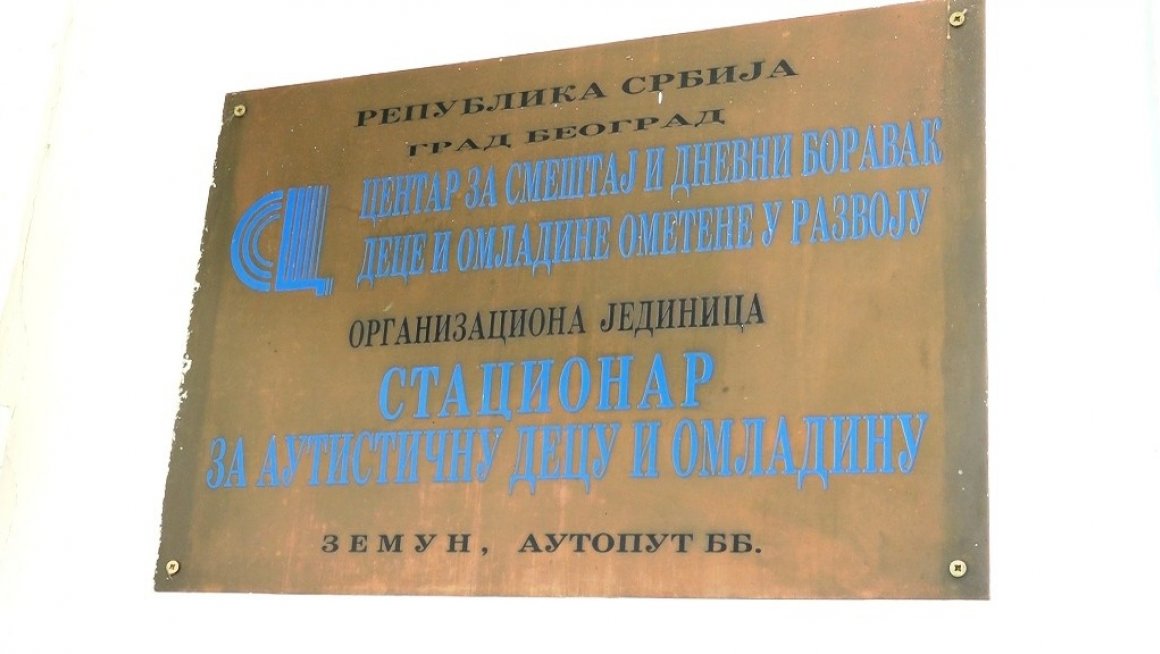 РЕПУБЛИКА СРБИЈА
ГРАД БЕОГРАД
СЦ
ЦЕНТАР ЗА СМЕШТАЈ И ДНЕВНИ БОРАВАК
ДЕЦЕ И ОМЛАДИНЕ ОМЕТЕНЕ У РАЗВОЈУ
ОРГАНИЗАЦИОНА ЈЕДИНИЦА
СТАЦИОНАР
ЗА АУТИСТИЧНУ ДЕЦУ И ОМЛАДИНУ
ЗЕМУН, АУТОПУТ ББ.